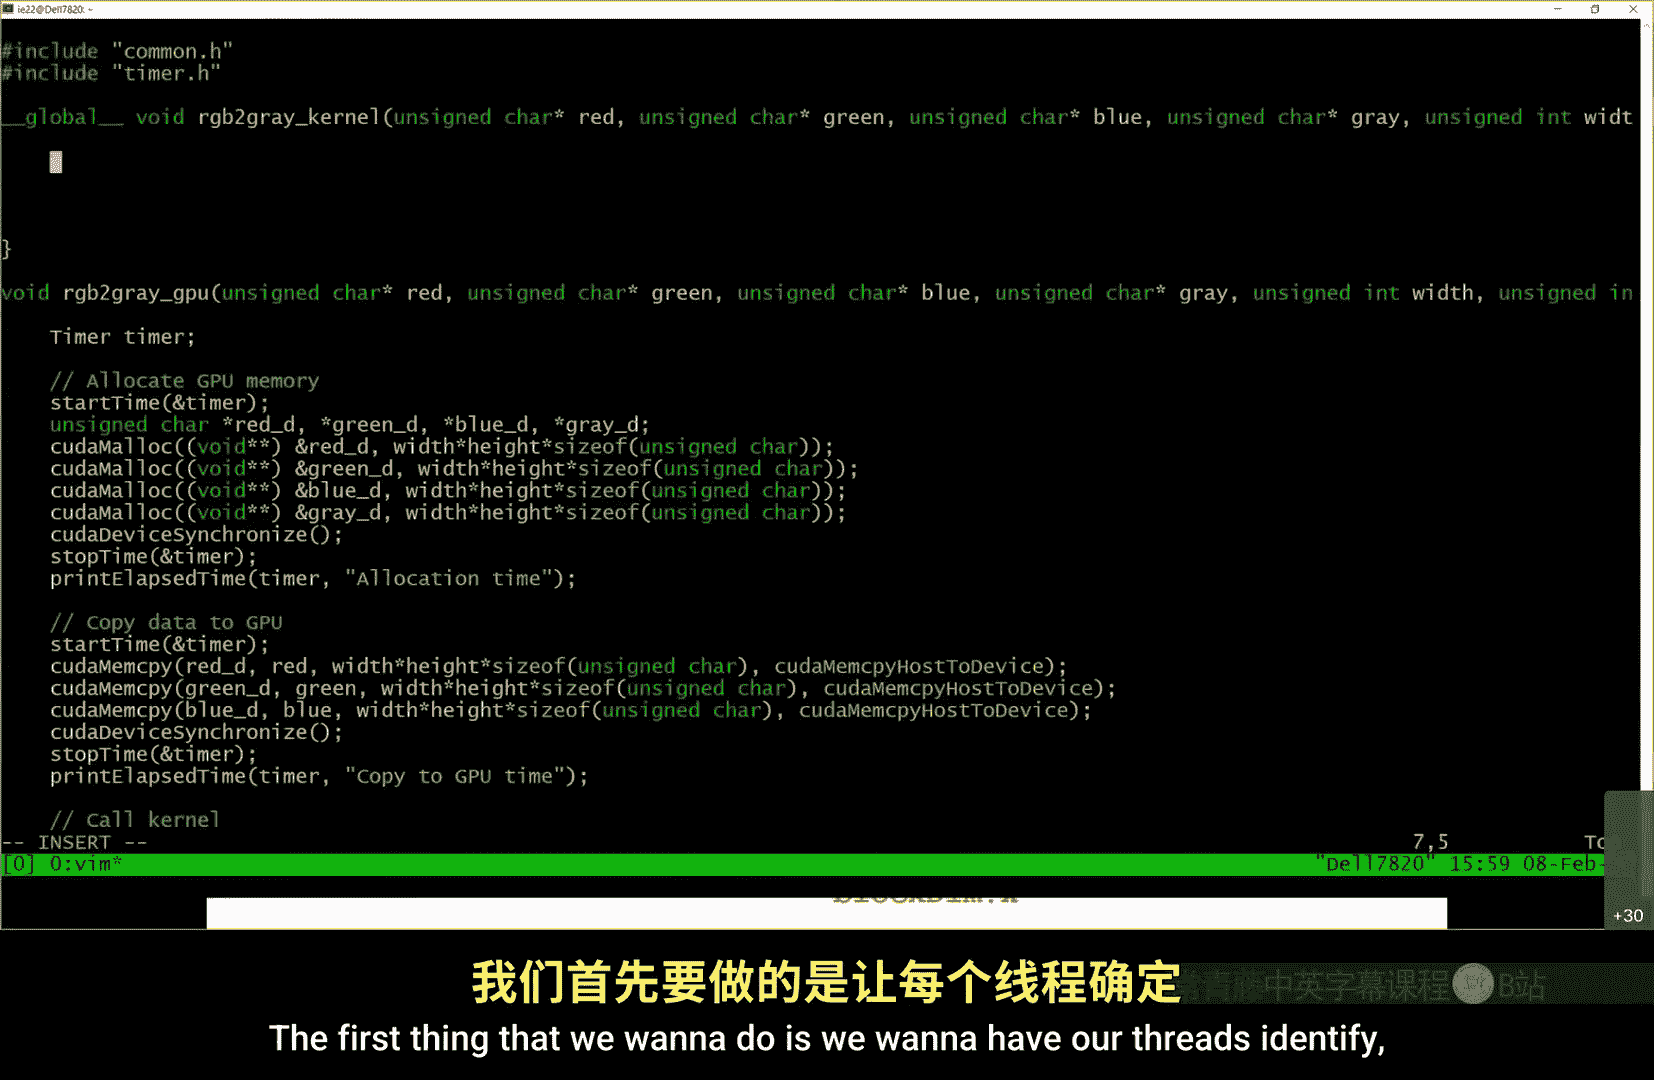 ie22@Dell7820: ~
#include "common.h"
#include "timer.h"
__global__ void rgb2gray_kernel(unsigned char* red, unsigned char* green, unsigned char* blue, unsigned char* gray, unsigned int widt
}
void rgb2gray_gpu(unsigned char* red, unsigned char* green, unsigned char* blue, unsigned char* gray, unsigned int width, unsigned in
Timer timer;
// Allocate GPU memory
startTime(&timer);
unsigned char *red_d, *green_d, *blue_d, *gray_d;
cudaMalloc((void**) &red_d, width*height*sizeof(unsigned char));
cudaMalloc((void**) &green_d, width*height*sizeof(unsigned char));
cudaMalloc((void**) &blue_d, width*height*sizeof(unsigned char));
cudaMalloc((void**) &gray_d, width*height*sizeof(unsigned char));
cudaDeviceSynchronize();
stopTime(&timer);
printElapsedTime(timer, "Allocation time");
// Copy data to GPU
startTime(&timer);
cudaMemcpy(red_d, red, width*height*sizeof(unsigned char), cudaMemcpyHostToDevice);
cudaMemcpy(green_d, green, width*height*sizeof(unsigned char), cudaMemcpyHostToDevice);
cudaMemcpy(blue_d, blue, width*height*sizeof(unsigned char), cudaMemcpyHostToDevice);
cudaDeviceSynchronize();
stopTime(&timer);
printElapsedTime(timer, "Copy to GPU time");
// Call kernel
-- INSERT -- 7,5 To
[0] 0:vim* "Dell7820" 15:59 08-Feb-
+30
我们首先要做的是让每个线程确定
中英字幕课程 B站
The first thing that we wanna do is we wanna have our threads identify,